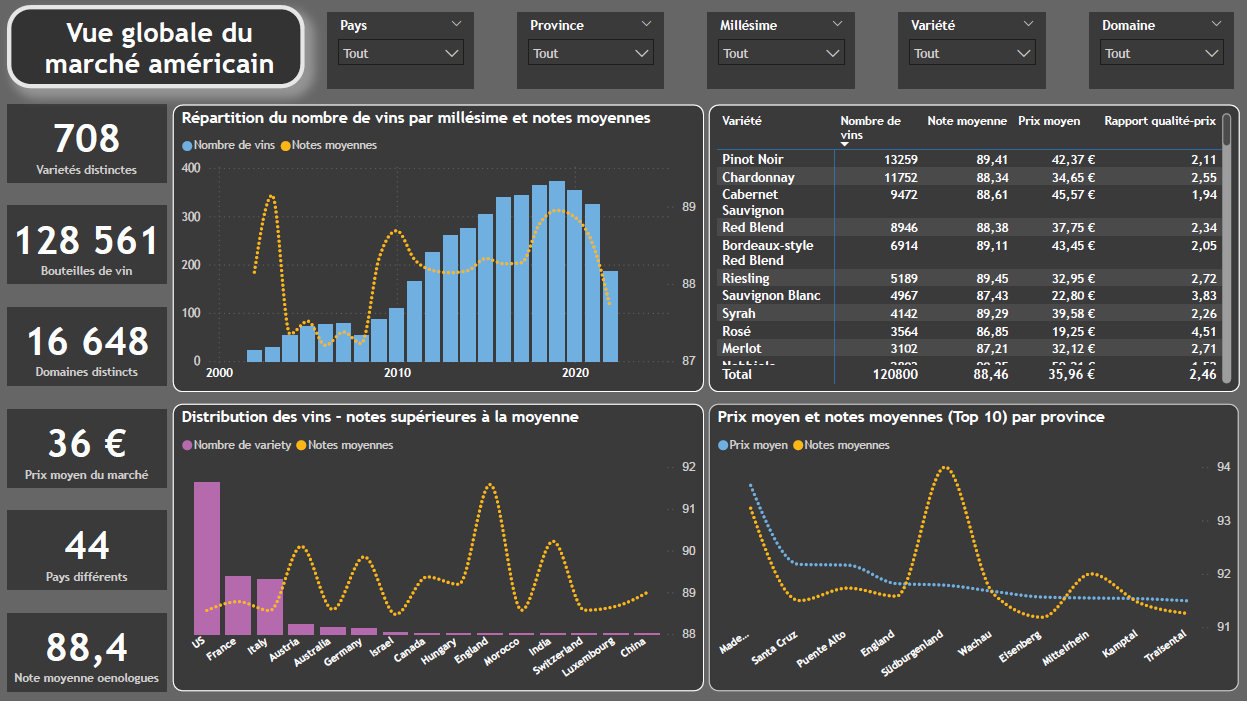 Vue globale du
marché américain
Pays
Tout
Province
Tout
Millésime
Tout
Variété
Tout
Domaine
Tout
708
Varietés distinctes
128 561
Bouteilles de vin
16 648
Domaines distincts
36 €
Prix moyen du marché
44
Pays différents
88,4
Note moyenne oenologues
Répartition du nombre de vins par millésime et notes moyennes
Nombre de vins Notes moyennes
400
300
200
100
0
89
88
87
2000 2010 2020
Variété Nombre de vins Note moyenne Prix moyen Rapport qualité-prix
Pinot Noir 13259 89,41 42,37 € 2,11
Chardonnay 11752 88,34 34,65 € 2,55
Cabernet Sauvignon 9472 88,61 45,57 € 1,94
Red Blend 8946 88,38 37,75 € 2,34
Bordeaux-style Red Blend 6914 89,11 43,45 € 2,05
Riesling 5189 89,45 32,95 € 2,72
Sauvignon Blanc 4967 87,43 22,80 € 3,83
Syrah 4142 89,29 39,58 € 2,26
Rosé 3564 86,85 19,25 € 4,51
Merlot 3102 87,21 32,12 € 2,71
Total 120800 88,46 35,96 € 2,46
Distribution des vins - notes supérieures à la moyenne
Nombre de variety Notes moyennes
92
91
90
89
88
US France Italy Austria Australia Germany Israel Canada Hungary England Morocco India Switzerland Luxembourg China
Prix moyen et notes moyennes (Top 10) par province
Prix moyen Notes moyennes
94
93
92
91
Made... Santa Cruz Puente Alto England Südburgenland Wachau Eisenberg Mittelrhein Kamptal Traisental